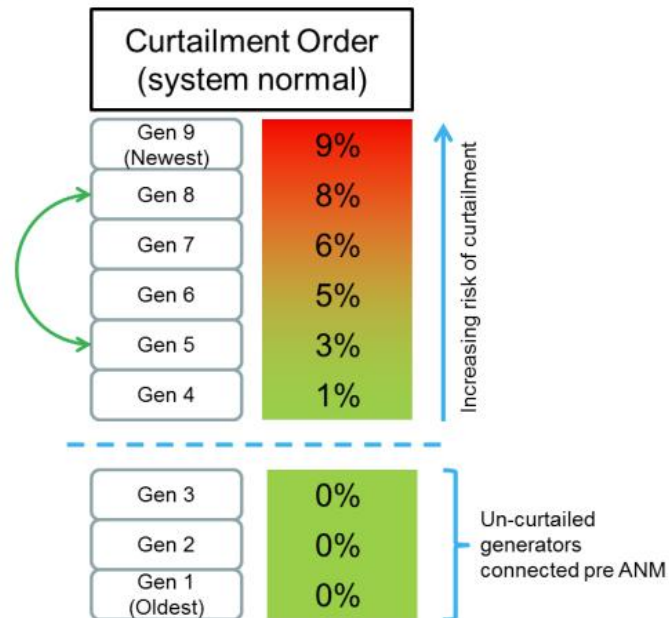 Curtailment Order
(system normal)
Gen 9
(Newest)
9%
Gen 8
8%
Gen 7
6%
Gen 6
5%
Gen 5
3%
Gen 4
1%
Increasing risk of curtailment
Gen 3
0%
Gen 2
0%
Gen 1
(Oldest)
0%
Un-curtailed
generators
connected pre ANM